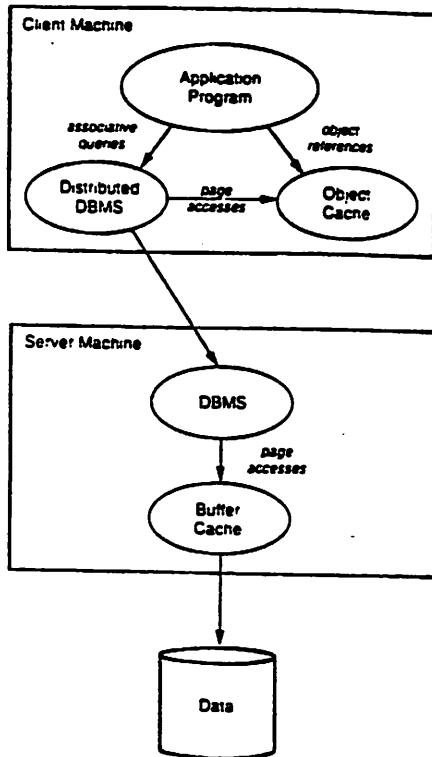 Client Machine
Application
Program
associative
queries
object
references
Distributed
DBMS
page
accesses
Object
Cache
Server Machine
DBMS
page
accesses
Buffer
Cache
Data